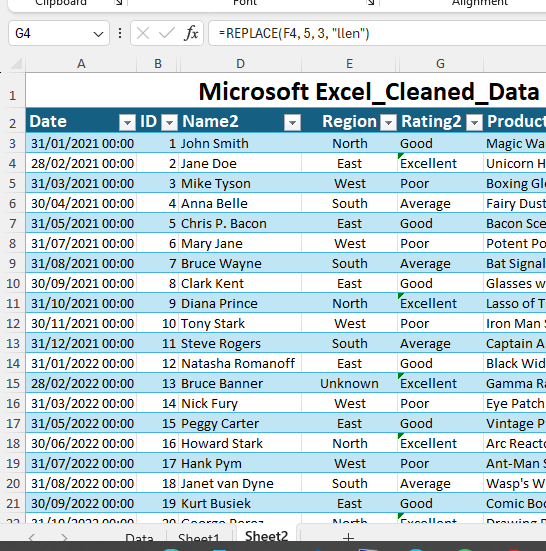 Clipboard Font Alignment
G4 fx =REPLACE(F4, 5, 3, "llen")
A B D E G
1 Microsoft Excel_Cleaned_Data
2 Date ID Name2 Region Rating2 Product
3 31/01/2021 00:00 1 John Smith North Good Magic Wa
4 28/02/2021 00:00 2 Jane Doe East Excellent Unicorn H
5 31/03/2021 00:00 3 Mike Tyson West Poor Boxing Gl
6 30/04/2021 00:00 4 Anna Belle South Average Fairy Dust
7 31/05/2021 00:00 5 Chris P. Bacon East Good Bacon Sce
8 31/07/2021 00:00 6 Mary Jane West Poor Potent Po
9 31/08/2021 00:00 7 Bruce Wayne South Average Bat Signal
10 30/09/2021 00:00 8 Clark Kent East Good Glasses w
11 31/10/2021 00:00 9 Diana Prince North Excellent Lasso of T
12 30/11/2021 00:00 10 Tony Stark West Poor Iron Man
13 31/12/2021 00:00 11 Steve Rogers South Average Captain A
14 31/01/2022 00:00 12 Natasha Romanoff East Good Black Wid
15 28/02/2022 00:00 13 Bruce Banner Unknown Excellent Gamma Ra
16 31/03/2022 00:00 14 Nick Fury West Poor Eye Patch
17 31/05/2022 00:00 15 Peggy Carter East Good Vintage P
18 30/06/2022 00:00 16 Howard Stark North Excellent Arc React
19 31/07/2022 00:00 17 Hank Pym West Poor Ant-Man
20 31/08/2022 00:00 18 Janet van Dyne South Average Wasp's W
21 30/09/2022 00:00 19 Kurt Busiek East Good Comic Bo
22 31/10/2022 00:00 20 George Perez North Excellent Drawing
Data Sheet1 Sheet2 +